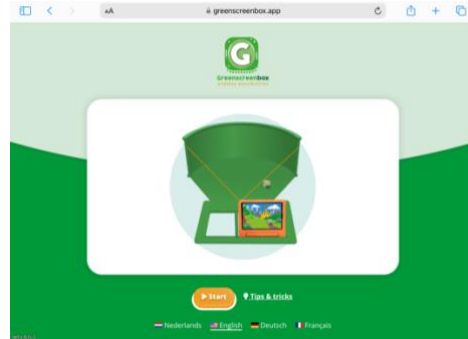 AA greenscreenbox.app
G
Greenscreenbox
Start Tips & tricks
Nederlands English Deutsch Français